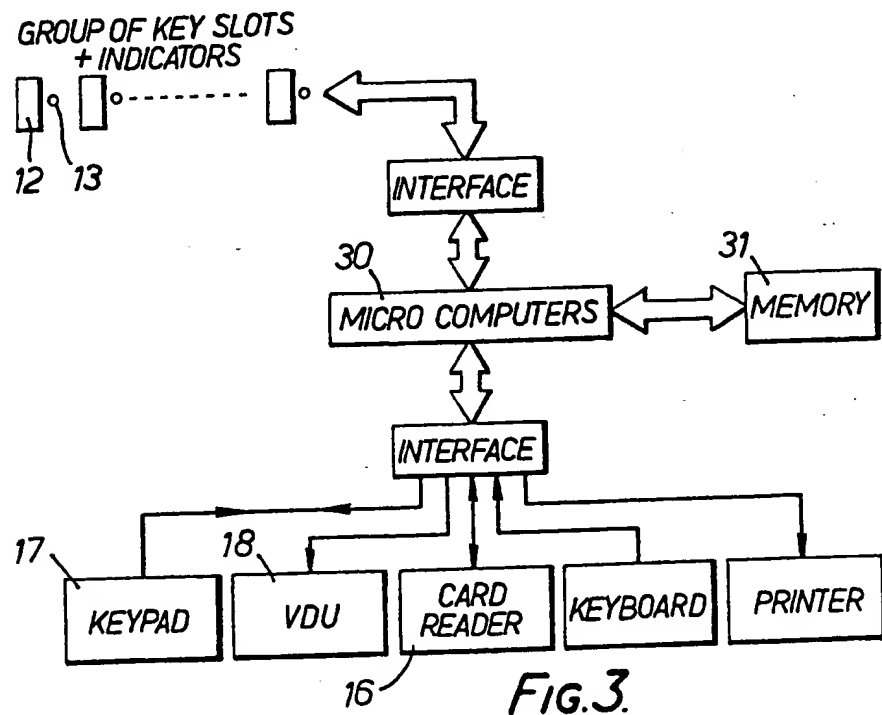 GROUP OF KEY SLOTS
+ INDICATORS
12
13
INTERFACE
30
MICRO COMPUTERS
31
MEMORY
INTERFACE
17
KEYPAD
18
VDU
CARD
READER
16
KEYBOARD
PRINTER
FIG.3.